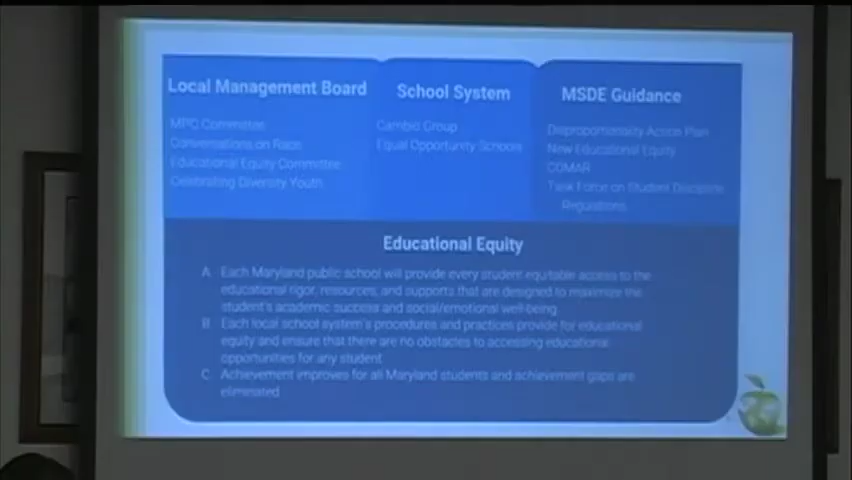 Local Management Board
MPC Committee
Conversations on Race
Educational Equity Committee
Celebrating Diversity Youth
School System
Cambio Group
Equal Opportunity Schools
MSDE Guidance
Disproportionality Action Plan
New Educational Equity
COMAR
Task Force on Student Discipline
Regulations
Educational Equity
A. Each Maryland public school will provide every student equitable access to the
educational rigor, resources, and supports that are designed to maximize the
student's academic success and social/emotional well-being
B. Each local school system's procedures and practices provide for educational
equity and ensure that there are no obstacles to accessing educational
opportunities for any student
C. Achievement improves for all Maryland students and achievement gaps are
eliminated